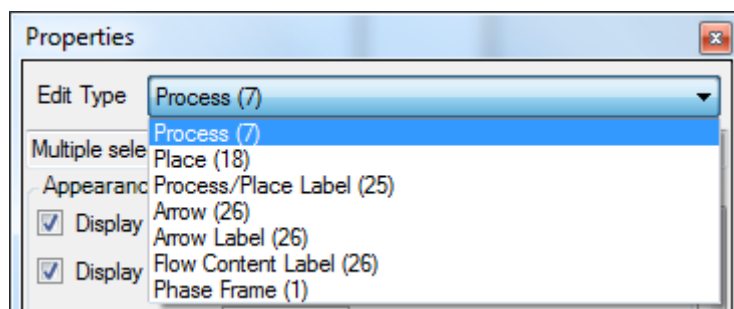 Properties
Edit Type Process (7)
Process (7)
Multiple sele
Place (18)
Appearanc
Process/Place Label (25)
Display
Arrow (26)
Arrow Label (26)
Display
Flow Content Label (26)
Phase Frame (1)